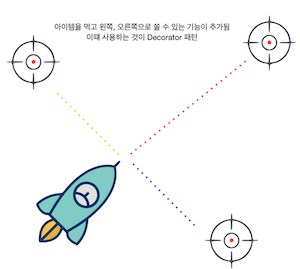 아이템을 먹고 왼쪽, 오른쪽으로 쏠 수 있는 기능이 추가됨
이떄 사용하는 것이 Decorator 패턴